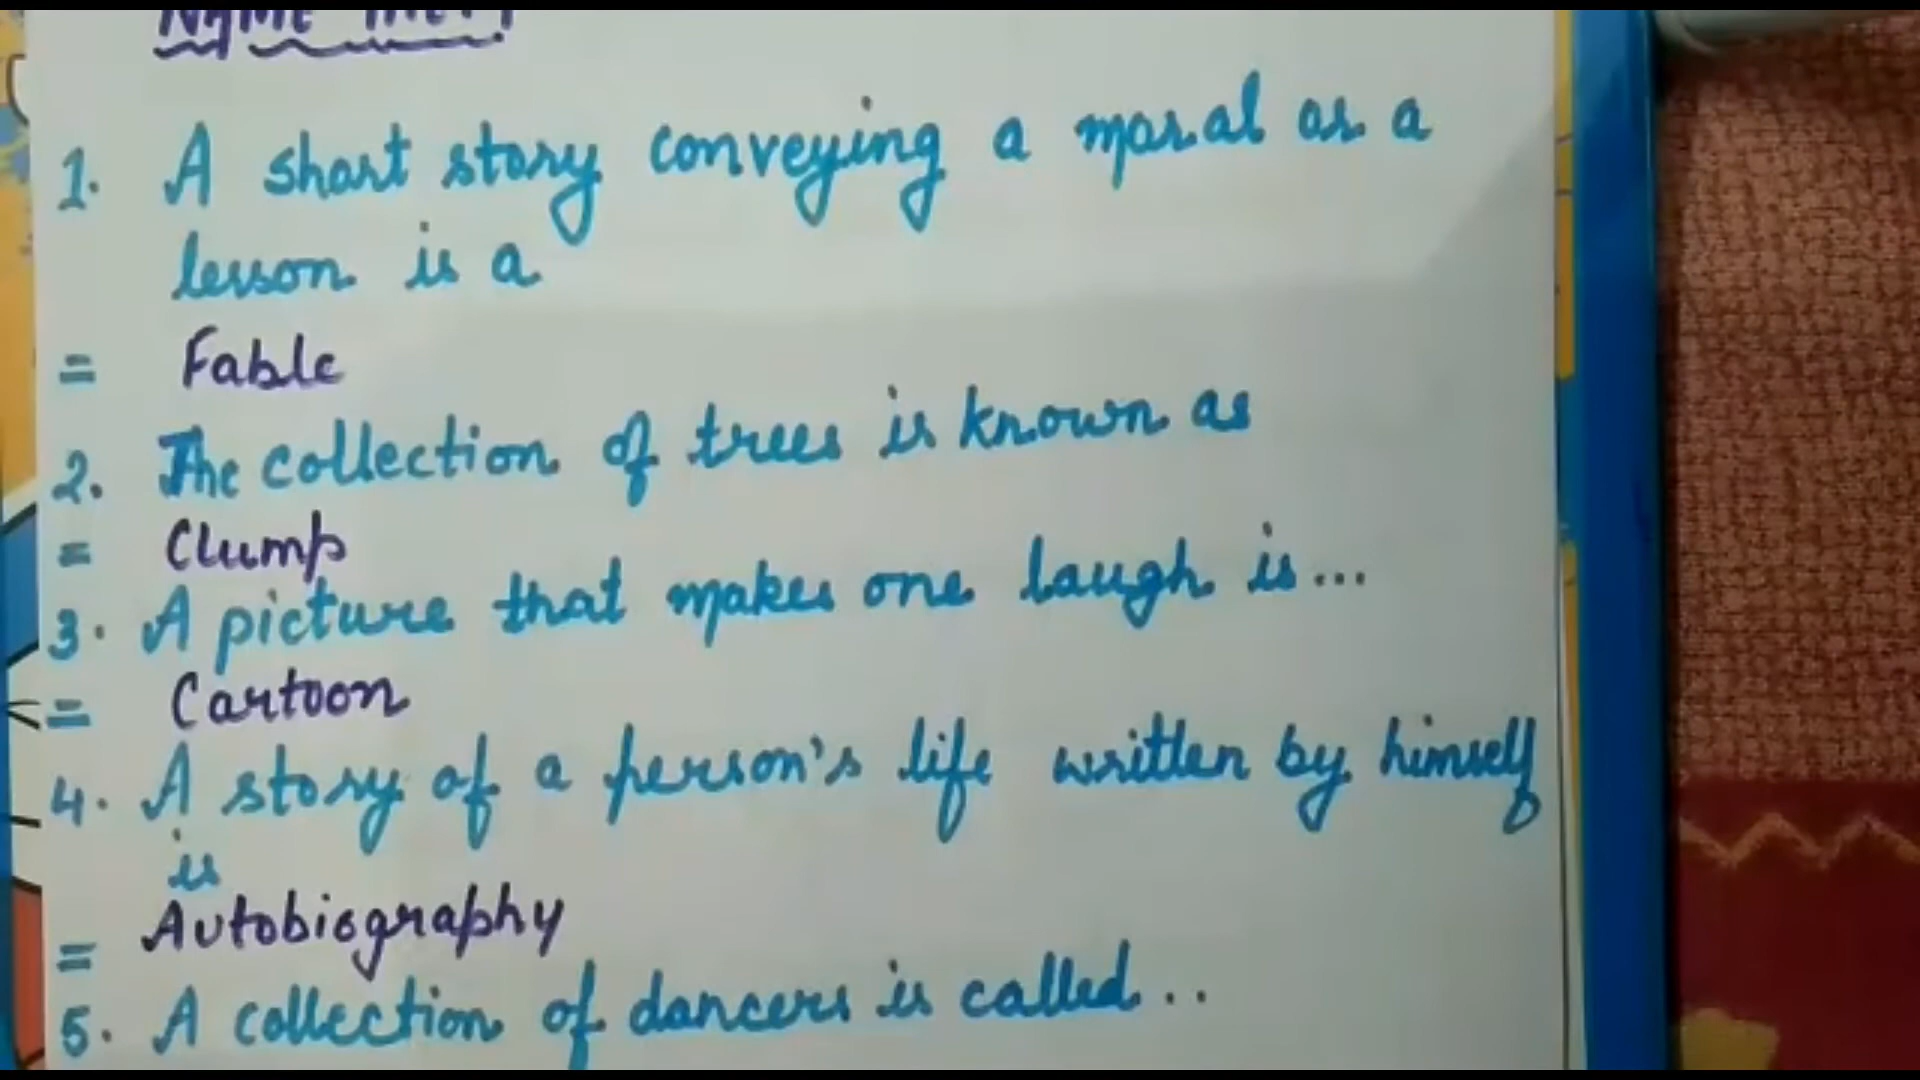 1. A short story conveying a moral or a
lesson is a
= Fable
2. The collection of trees is known as
= Clump
3. A picture that makes one laugh is...
= Cartoon
4. A story of a person's life written by himself
is
= Autobiography
5. A collection of dancers is called..